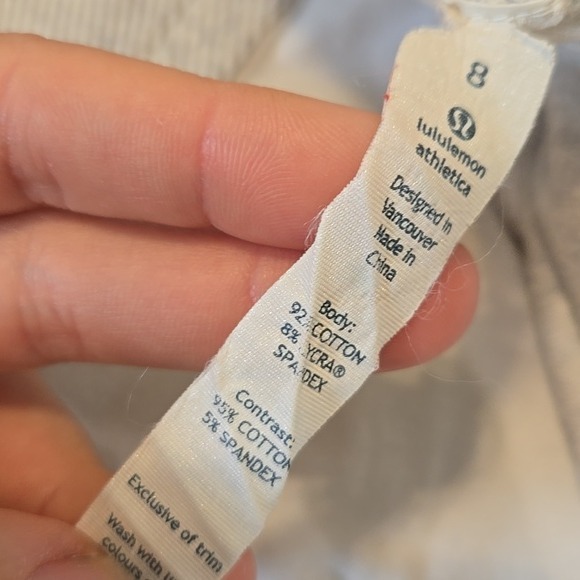 8
lululemon
athletica
Designed in
Vancouver
Made in
China
Body:
92% COTTON
8% LYCRA®
SPANDEX
Contrast:
95% COTTON
5% SPANDEX
Exclusive of trim
Wash with
colours